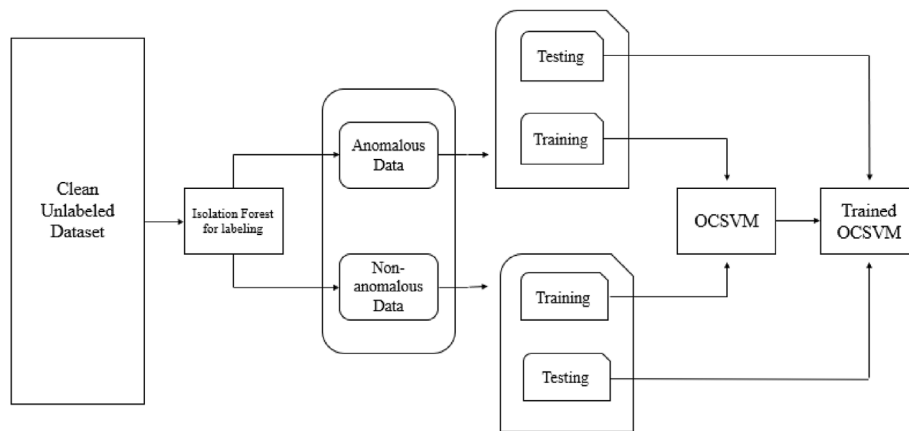 Clean
Unlabeled
Dataset
Isolation Forest
for labeling
Anomalous
Data
Non-
anomalous
Data
Testing
Training
Training
Testing
OCSVM
Trained
OCSVM